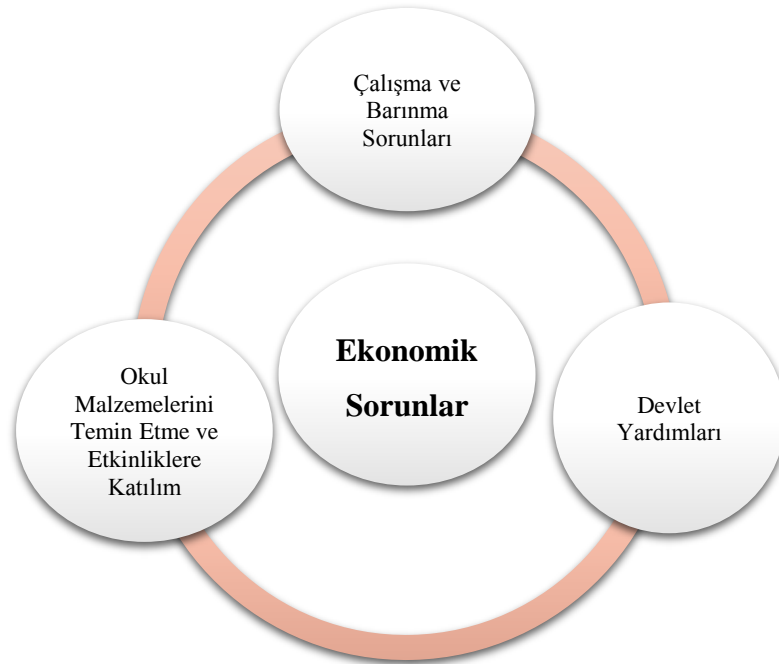 Çalışma ve
Barınma
Sorunları
Ekonomik
Sorunlar
Okul
Malzemelerini
Temin Etme ve
Etkinliklere
Katılım
Devlet
Yardımları